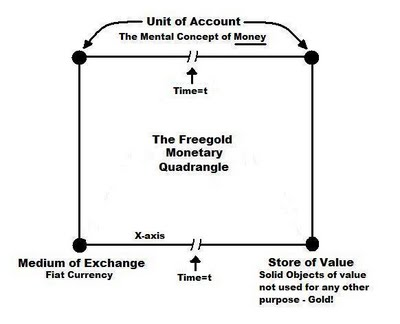 Unit of Account
The Mental Concept of Money
Time=t
The Freegold
Monetary
Quadrangle
X-axis
Medium of Exchange
Fiat Currency
Time=t
Store of Value
Solid Objects of value
not used for any other
purpose - Gold!